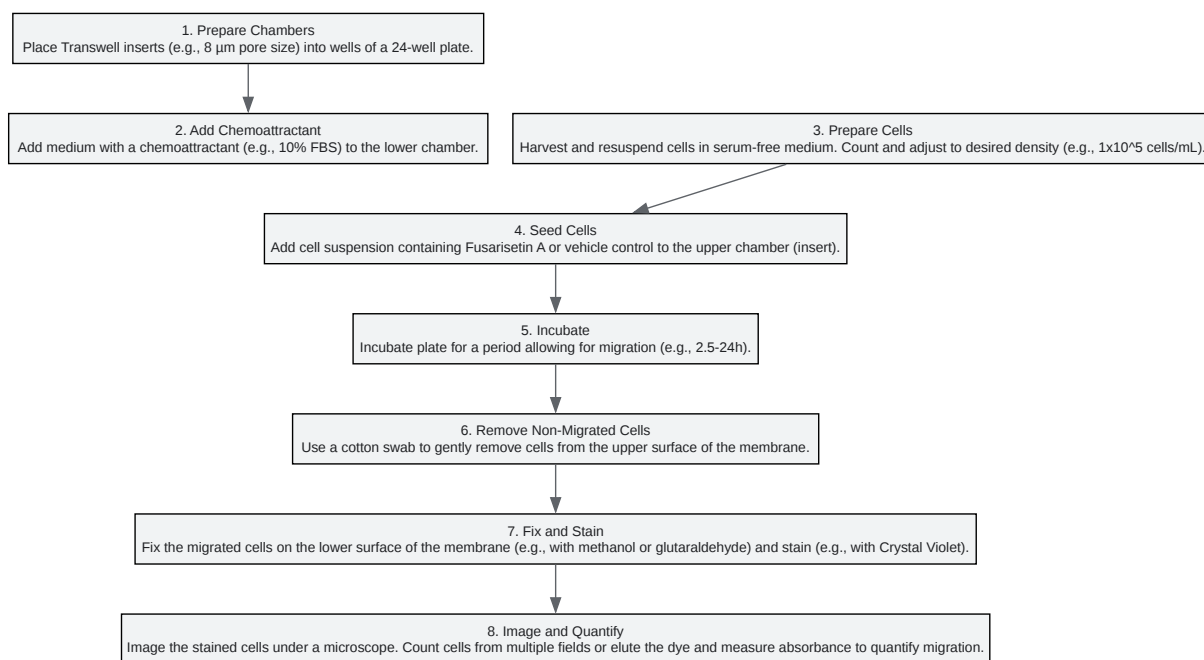 1. Prepare Chambers
Place Transwell inserts (e.g., 8 µm pore size) into wells of a 24-well plate.
2. Add Chemoattractant
Add medium with a chemoattractant (e.g., 10% FBS) to the lower chamber.
3. Prepare Cells
Harvest and resuspend cells in serum-free medium. Count and adjust to desired density (e.g., 1x10^5 cells/mL).
4. Seed Cells
Add cell suspension containing Fusarisetin A or vehicle control to the upper chamber (insert).
5. Incubate
Incubate plate for a period allowing for migration (e.g., 2.5-24h).
6. Remove Non-Migrated Cells
Use a cotton swab to gently remove cells from the upper surface of the membrane.
7. Fix and Stain
Fix the migrated cells on the lower surface of the membrane (e.g., with methanol or glutaraldehyde) and stain (e.g., with Crystal Violet).
8. Image and Quantify
Image the stained cells under a microscope. Count cells from multiple fields or elute the dye and measure absorbance to quantify migration.